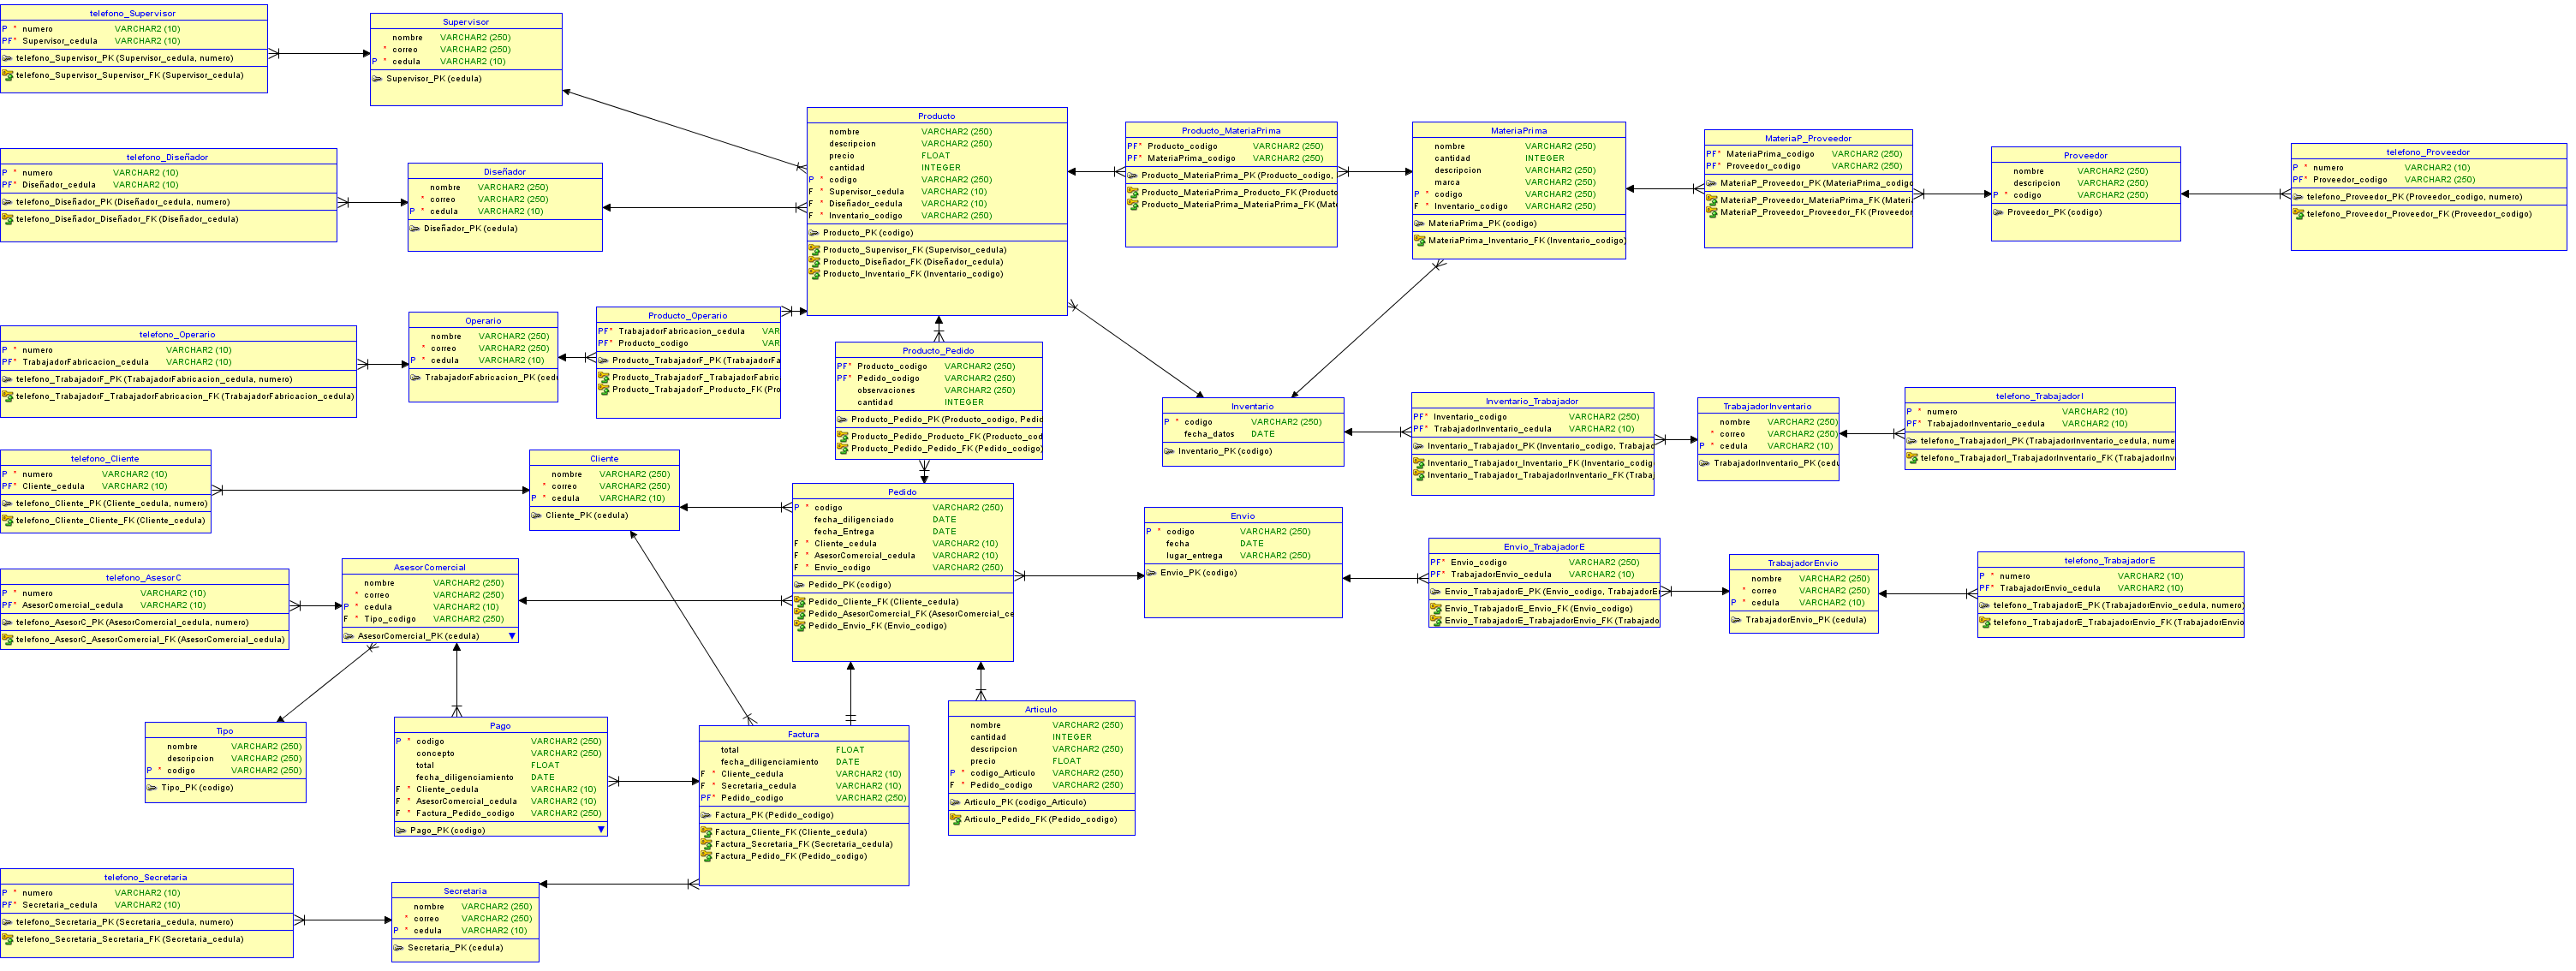 telefono_Supervisor
P * numero VARCHAR2 (10)
PF* Supervisor_cedula VARCHAR2 (10)
telefono_Supervisor_PK (Supervisor_cedula, numero)
telefono_Supervisor_Supervisor_FK (Supervisor_cedula)
Supervisor
nombre VARCHAR2 (250)
* correo VARCHAR2 (250)
P * cedula VARCHAR2 (10)
Supervisor_PK (cedula)
telefono_Diseñador
P * numero VARCHAR2 (10)
PF* Diseñador_cedula VARCHAR2 (10)
telefono_Diseñador_PK (Diseñador_cedula, numero)
telefono_Diseñador_Diseñador_FK (Diseñador_cedula)
Diseñador
nombre VARCHAR2 (250)
* correo VARCHAR2 (250)
P * cedula VARCHAR2 (10)
Diseñador_PK (cedula)
Producto
nombre VARCHAR2 (250)
descripcion VARCHAR2 (250)
precio FLOAT
cantidad INTEGER
P * codigo VARCHAR2 (250)
F * Supervisor_cedula VARCHAR2 (10)
F * Diseñador_cedula VARCHAR2 (10)
F * Inventario_codigo VARCHAR2 (250)
Producto_PK (codigo)
Producto_Supervisor_FK (Supervisor_cedula)
Producto_Diseñador_FK (Diseñador_cedula)
Producto_Inventario_FK (Inventario_codigo)
Producto_MateriaPrima
PF* Producto_codigo VARCHAR2 (250)
PF* MateriaPrima_codigo VARCHAR2 (250)
Producto_MateriaPrima_PK (Producto_codigo,
Producto_MateriaPrima_Producto_FK (Producto
Producto_MateriaPrima_MateriaPrima_FK (Mat
MateriaPrima
nombre VARCHAR2 (250)
cantidad INTEGER
descripcion VARCHAR2 (250)
marca VARCHAR2 (250)
P * codigo VARCHAR2 (250)
F * Inventario_codigo VARCHAR2 (250)
MateriaPrima_PK (codigo)
MateriaPrima_Inventario_FK (Inventario_codigo)
MateriaP_Proveedor
PF* MateriaPrima_codigo VARCHAR2 (250)
PF* Proveedor_codigo VARCHAR2 (250)
MateriaP_Proveedor_PK (MateriaPrima_codigo
MateriaP_Proveedor_MateriaPrima_FK (Materi
MateriaP_Proveedor_Proveedor_FK (Proveedor
Proveedor
nombre VARCHAR2 (250)
descripcion VARCHAR2 (250)
P * codigo VARCHAR2 (250)
Proveedor_PK (codigo)
telefono_Proveedor
P * numero VARCHAR2 (10)
PF* Proveedor_codigo VARCHAR2 (250)
telefono_Proveedor_PK (Proveedor_codigo, numero)
telefono_Proveedor_Proveedor_FK (Proveedor_codigo)
telefono_Operario
P * numero VARCHAR2 (10)
PF* TrabajadorFabricacion_cedula VARCHAR2 (10)
telefono_TrabajadorF_PK (TrabajadorFabricacion_cedula, numero)
telefono_TrabajadorF_TrabajadorFabricacion_FK (TrabajadorFabricacion_cedula)
Operario
nombre VARCHAR2 (250)
* correo VARCHAR2 (250)
P * cedula VARCHAR2 (10)
TrabajadorFabricacion_PK (cedu
Producto_Operario
PF* TrabajadorFabricacion_cedula VAR
PF* Producto_codigo VAR
Producto_TrabajadorF_PK (TrabajadorFa
Producto_TrabajadorF_TrabajadorFabric
Producto_TrabajadorF_Producto_FK (Pro
Producto_Pedido
PF* Producto_codigo VARCHAR2 (250)
PF* Pedido_codigo VARCHAR2 (250)
observaciones VARCHAR2 (250)
cantidad INTEGER
Producto_Pedido_PK (Producto_codigo, Pedid
Producto_Pedido_Producto_FK (Producto_cod
Producto_Pedido_Pedido_FK (Pedido_codigo)
Inventario
P * codigo VARCHAR2 (250)
fecha_datos DATE
Inventario_PK (codigo)
Inventario_Trabajador
PF* Inventario_codigo VARCHAR2 (250)
PF* TrabajadorInventario_cedula VARCHAR2 (10)
Inventario_Trabajador_PK (Inventario_codigo, Trabajad
Inventario_Trabajador_Inventario_FK (Inventario_codig
Inventario_Trabajador_TrabajadorInventario_FK (Traba
TrabajadorInventario
nombre VARCHAR2 (250)
* correo VARCHAR2 (250)
P * cedula VARCHAR2 (10)
TrabajadorInventario_PK (cedu
telefono_TrabajadorI
P * numero VARCHAR2 (10)
PF* TrabajadorInventario_cedula VARCHAR2 (10)
telefono_TrabajadorI_PK (TrabajadorInventario_cedula, nume
telefono_TrabajadorI_TrabajadorInventario_FK (TrabajadorInv
telefono_Cliente
P * numero VARCHAR2 (10)
PF* Cliente_cedula VARCHAR2 (10)
telefono_Cliente_PK (Cliente_cedula, numero)
telefono_Cliente_Cliente_FK (Cliente_cedula)
Cliente
nombre VARCHAR2 (250)
* correo VARCHAR2 (250)
P * cedula VARCHAR2 (10)
Cliente_PK (cedula)
Pedido
P * codigo VARCHAR2 (250)
fecha_diligenciado DATE
fecha_Entrega DATE
F * Cliente_cedula VARCHAR2 (10)
F * AsesorComercial_cedula VARCHAR2 (10)
F * Envio_codigo VARCHAR2 (250)
Pedido_PK (codigo)
Pedido_Cliente_FK (Cliente_cedula)
Pedido_AsesorComercial_FK (AsesorComercial_ce
Pedido_Envio_FK (Envio_codigo)
Envio
P * codigo VARCHAR2 (250)
fecha DATE
lugar_entrega VARCHAR2 (250)
Envio_PK (codigo)
Envio_TrabajadorE
PF* Envio_codigo VARCHAR2 (250)
PF* TrabajadorEnvio_cedula VARCHAR2 (10)
Envio_TrabajadorE_PK (Envio_codigo, TrabajadorE
Envio_TrabajadorE_Envio_FK (Envio_codigo)
Envio_TrabajadorE_TrabajadorEnvio_FK (Trabajado
TrabajadorEnvio
nombre VARCHAR2 (250)
* correo VARCHAR2 (250)
P * cedula VARCHAR2 (10)
TrabajadorEnvio_PK (cedula)
telefono_TrabajadorE
P * numero VARCHAR2 (10)
PF* TrabajadorEnvio_cedula VARCHAR2 (10)
telefono_TrabajadorE_PK (TrabajadorEnvio_cedula, numero)
telefono_TrabajadorE_TrabajadorEnvio_FK (TrabajadorEnvio
telefono_AsesorC
P * numero VARCHAR2 (10)
PF* AsesorComercial_cedula VARCHAR2 (10)
telefono_AsesorC_PK (AsesorComercial_cedula, numero)
telefono_AsesorC_AsesorComercial_FK (AsesorComercial_cedula)
AsesorComercial
nombre VARCHAR2 (250)
* correo VARCHAR2 (250)
P * cedula VARCHAR2 (10)
F * Tipo_codigo VARCHAR2 (250)
AsesorComercial_PK (cedula)
Tipo
nombre VARCHAR2 (250)
descripcion VARCHAR2 (250)
P * codigo VARCHAR2 (250)
Tipo_PK (codigo)
Pago
P * codigo VARCHAR2 (250)
concepto VARCHAR2 (250)
total FLOAT
fecha_diligenciamiento DATE
F * Cliente_cedula VARCHAR2 (10)
F * AsesorComercial_cedula VARCHAR2 (10)
F * Factura_Pedido_codigo VARCHAR2 (250)
Pago_PK (codigo)
Factura
total FLOAT
fecha_diligenciamiento DATE
F * Cliente_cedula VARCHAR2 (10)
F * Secretaria_cedula VARCHAR2 (10)
PF* Pedido_codigo VARCHAR2 (250)
Factura_PK (Pedido_codigo)
Factura_Cliente_FK (Cliente_cedula)
Factura_Secretaria_FK (Secretaria_cedula)
Factura_Pedido_FK (Pedido_codigo)
Articulo
nombre VARCHAR2 (250)
cantidad INTEGER
descripcion VARCHAR2 (250)
precio FLOAT
P * codigo_Articulo VARCHAR2 (250)
F * Pedido_codigo VARCHAR2 (250)
Articulo_PK (codigo_Articulo)
Articulo_Pedido_FK (Pedido_codigo)
telefono_Secretaria
P * numero VARCHAR2 (10)
PF* Secretaria_cedula VARCHAR2 (10)
telefono_Secretaria_PK (Secretaria_cedula, numero)
telefono_Secretaria_Secretaria_FK (Secretaria_cedula)
Secretaria
nombre VARCHAR2 (250)
* correo VARCHAR2 (250)
P * cedula VARCHAR2 (10)
Secretaria_PK (cedula)